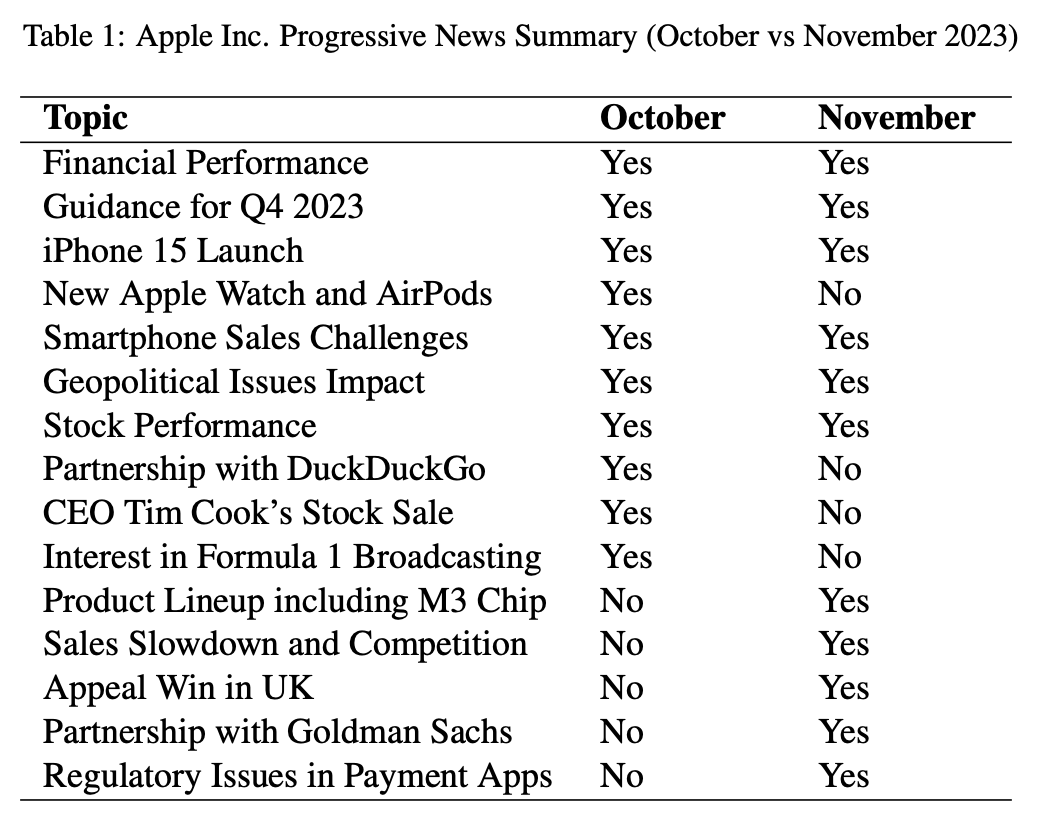 Table 1: Apple Inc. Progressive News Summary (October vs November 2023)
Topic October November
Financial Performance Yes Yes
Guidance for Q4 2023 Yes Yes
iPhone 15 Launch Yes Yes
New Apple Watch and AirPods Yes No
Smartphone Sales Challenges Yes Yes
Geopolitical Issues Impact Yes Yes
Stock Performance Yes Yes
Partnership with DuckDuckGo Yes No
CEO Tim Cook’s Stock Sale Yes No
Interest in Formula 1 Broadcasting Yes No
Product Lineup including M3 Chip No Yes
Sales Slowdown and Competition No Yes
Appeal Win in UK No Yes
Partnership with Goldman Sachs No Yes
Regulatory Issues in Payment Apps No Yes